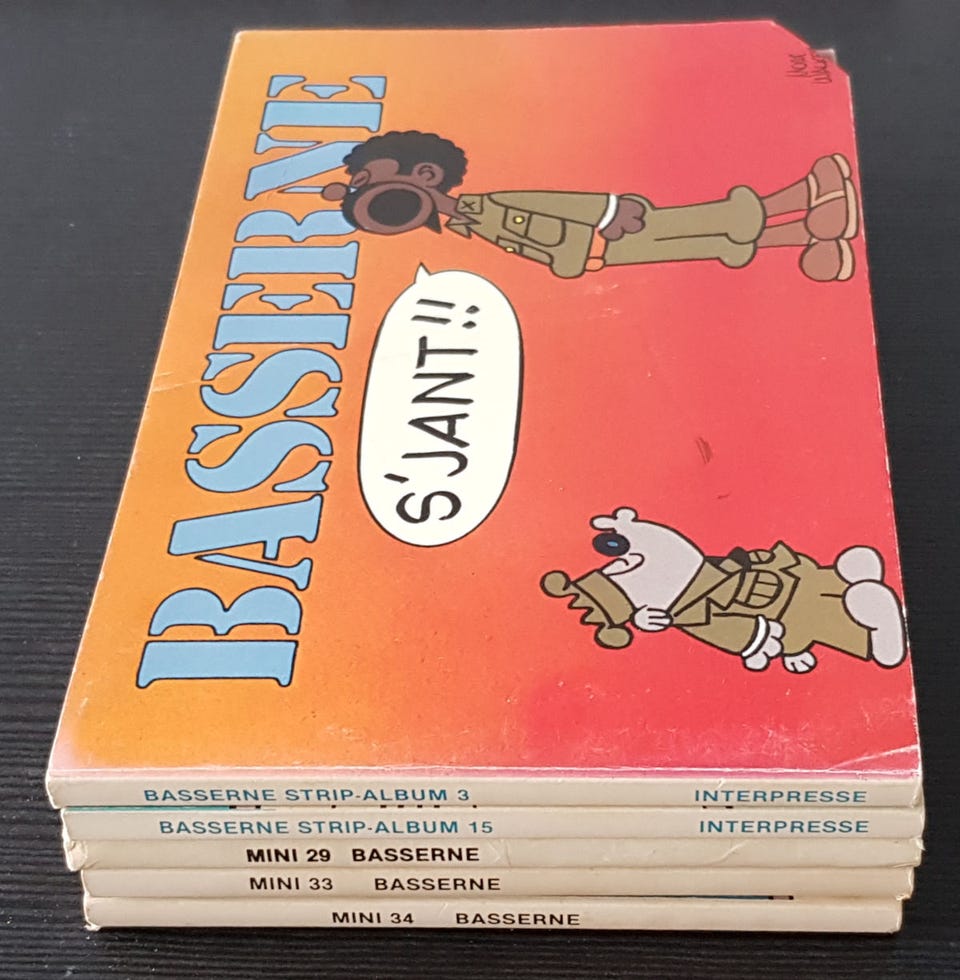 BASSERNE
S'JANT!!
BASSERNE STRIP-ALBUM 3 INTERPRESSE
BASSERNE STRIP-ALBUM 15 INTERPRESSE
MINI 29 BASSERNE
MINI 33 BASSERNE
MINI 34 BASSERNE